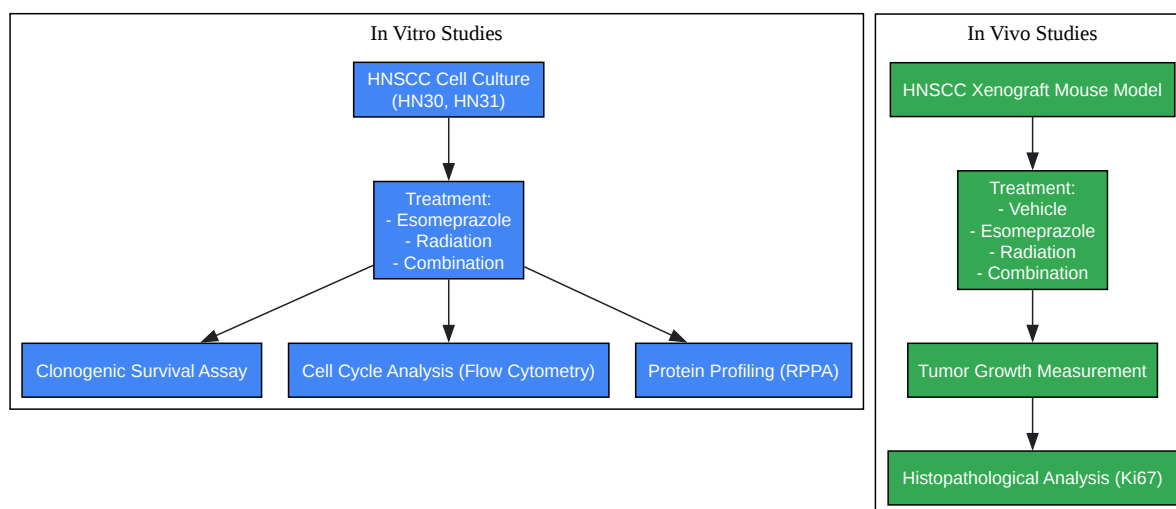 In Vitro Studies
HNSCC Cell Culture
(HN30, HN31)
Treatment:
- Esomeprazole
- Radiation
- Combination
Clonogenic Survival Assay
Cell Cycle Analysis (Flow Cytometry)
Protein Profiling (RPPA)
In Vivo Studies
HNSCC Xenograft Mouse Model
Treatment:
- Vehicle
- Esomeprazole
- Radiation
- Combination
Tumor Growth Measurement
Histopathological Analysis (Ki67)